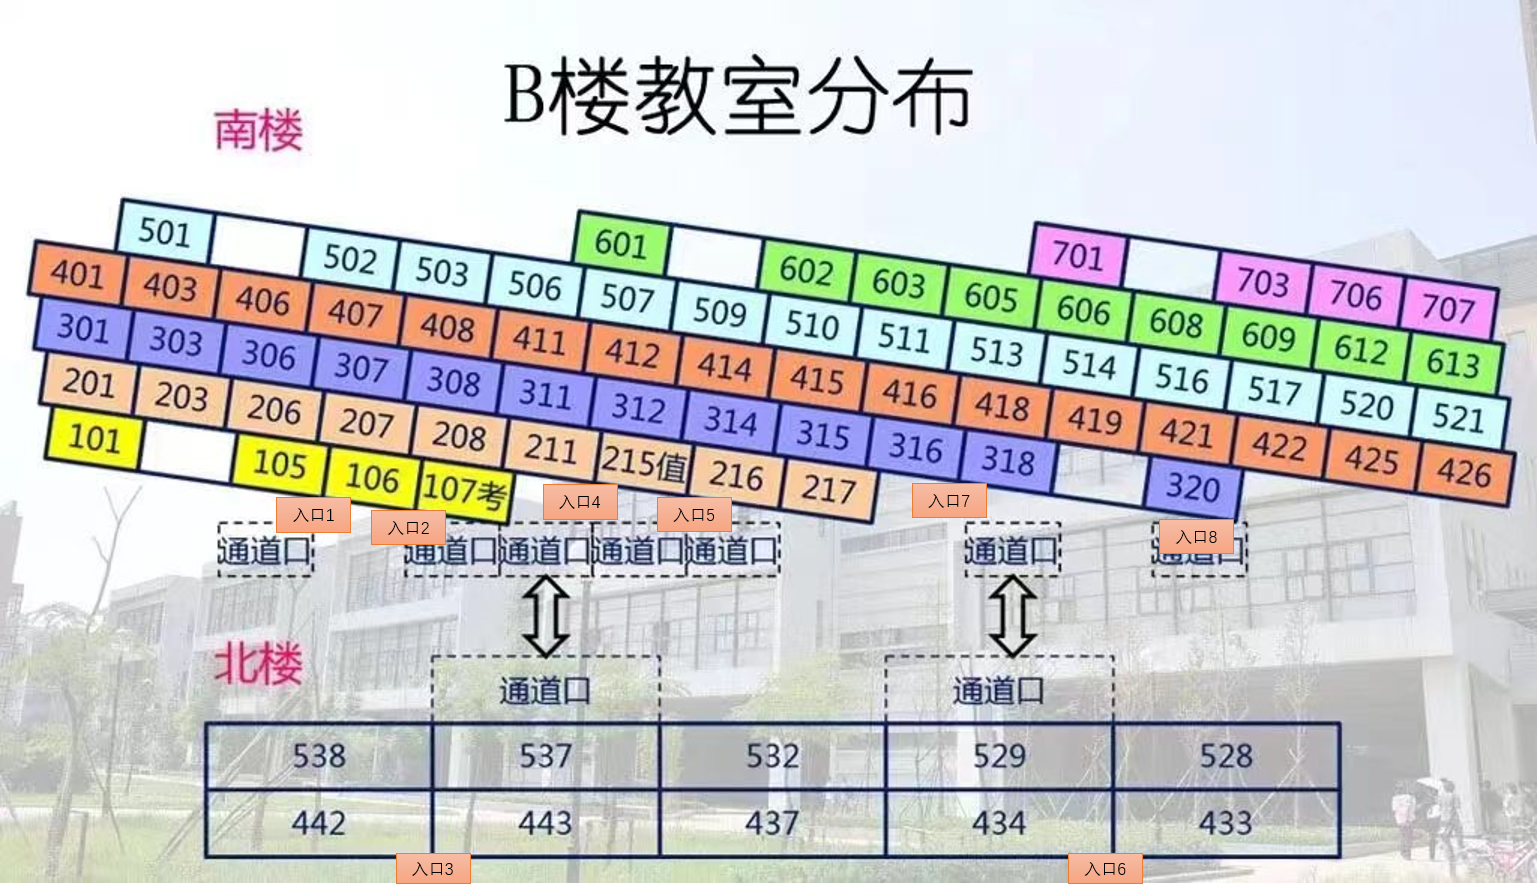 B楼教室分布
南楼
501 502 503 506 507 509 510 511 513 514 516 517 520 521
601 602 603 605 606 608 609 612 613
701 703 706 707
401 403 406 407 408 411 412 414 415 416 418 419 421 422 425 426
301 303 306 307 308 311 312 314 315 316 318 320
201 203 206 207 208 211 215值 216 217
101 105 106 107考
入口1 入口2 入口4 入口5 入口7 入口8
通道口 通道口 通道口 通道口 通道口 通道口 通道口
北楼
通道口 通道口
538 537 532 529 528
442 443 437 434 433
入口3 入口6